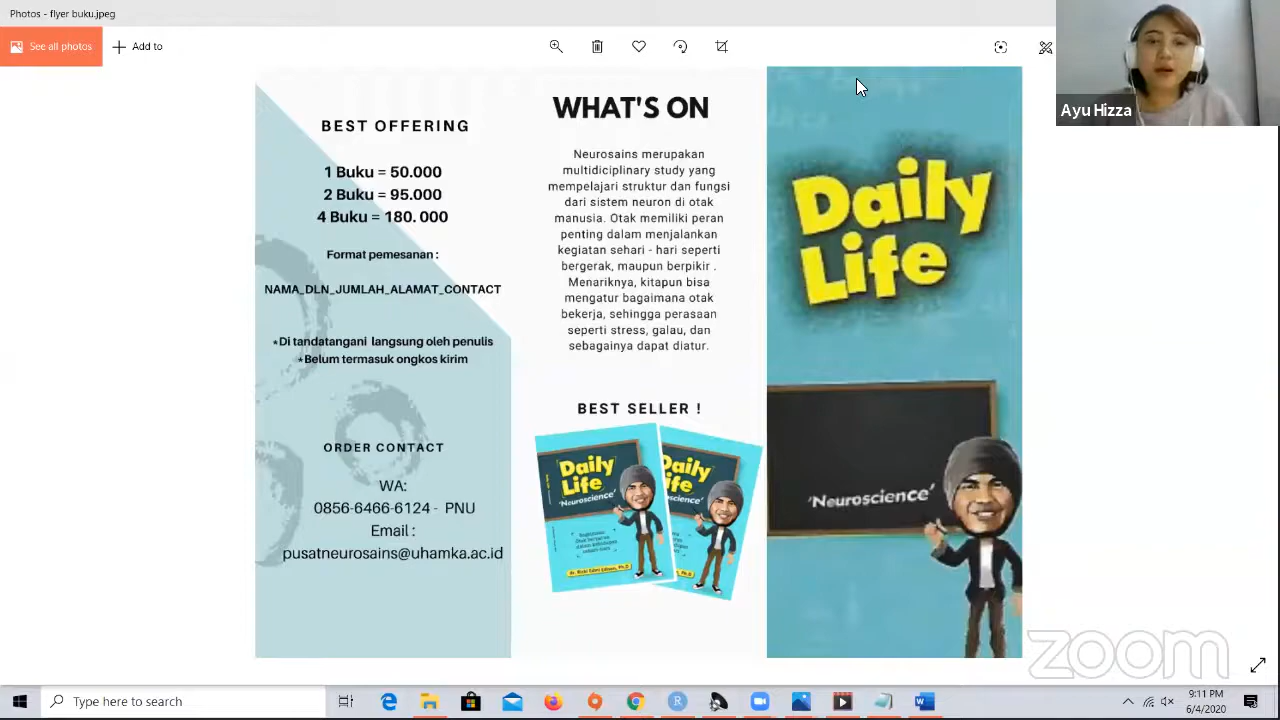 Photos - flyer buku.jpeg
See all photos
Add to
Ayu Hizza
BEST OFFERING
1 Buku = 50.000
2 Buku = 95.000
4 Buku = 180. 000
Format pemesanan :
NAMA_DLN_JUMLAH_ALAMAT_CONTACT
*Di tandatangani langsung oleh penulis
*Belum termasuk ongkos kirim
ORDER CONTACT
WA:
0856-6466-6124 - PNU
Email :
pusatneurosains@uhamka.ac.id
WHAT'S ON
Neurosains merupakan
multidiciplinary study yang
mempelajari struktur dan fungsi
dari sistem neuron di otak
manusia. Otak memiliki peran
penting dalam menjalankan
kegiatan sehari - hari seperti
bergerak, maupun berpikir .
Menariknya, kitapun bisa
mengatur bagaimana otak
bekerja, sehingga perasaan
seperti stress, galau, dan
sebagainya dapat diatur.
BEST SELLER !
Daily
Life
'Neuroscience'
Daily
Life
Daily
Life
'Neuroscience'
zoom
Type here to search
9:11 PM
6/4/2020